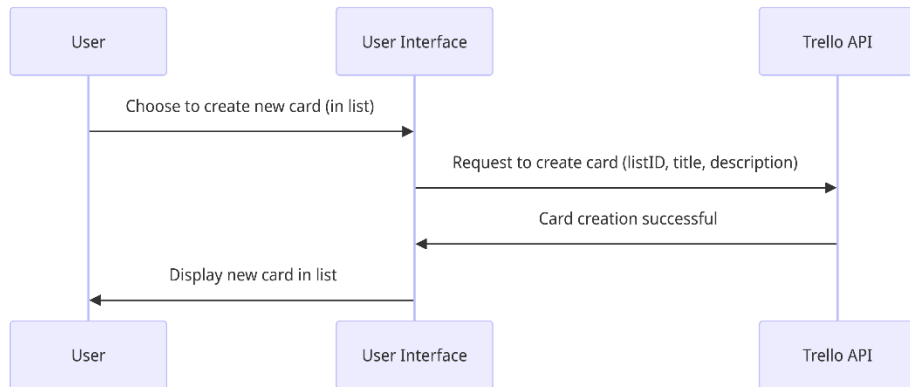 User
User Interface
Trello API
Choose to create new card (in list)
Request to create card (listID, title, description)
Card creation successful
Display new card in list
User
User Interface
Trello API